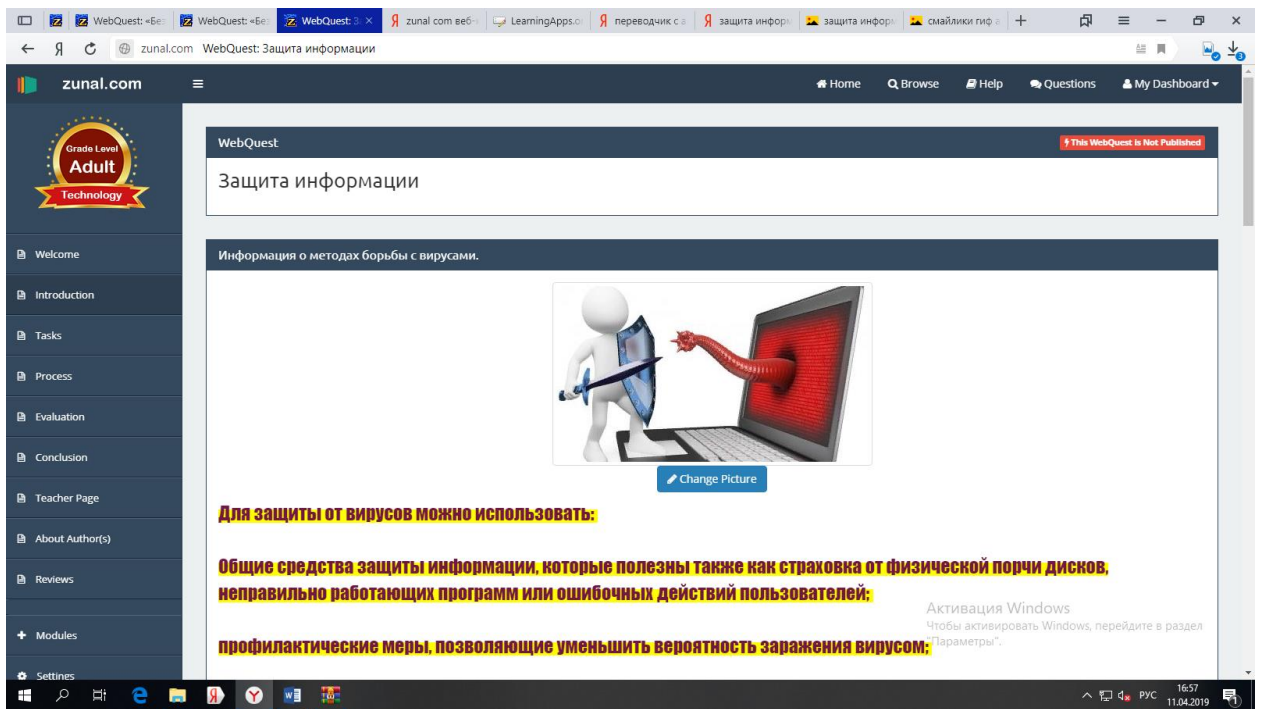 WebQuest: «Без
WebQuest: «Без
WebQuest: З
zunal com веб
LearningApps.o
переводчик с а
защита инфор
защита инфор
смайлики гиф а
zunal.com WebQuest: Защита информации
zunal.com
Home
Browse
Help
Questions
My Dashboard
Grade Level
Adult
Technology
WebQuest
This WebQuest is Not Published
Защита информации
Welcome
Introduction
Tasks
Process
Evaluation
Conclusion
Teacher Page
About Author(s)
Reviews
Modules
Settings
Информация о методах борьбы с вирусами.
Change Picture
Для защиты от вирусов можно использовать:
Общие средства защиты информации, которые полезны также как страховка от физической порчи дисков,
неправильно работающих программ или ошибочных действий пользователей;
профилактические меры, позволяющие уменьшить вероятность заражения вирусом;
Активация Windows
Чтобы активировать Windows, перейдите в раздел
"Параметры".
РУС
16:57
11.04.2019